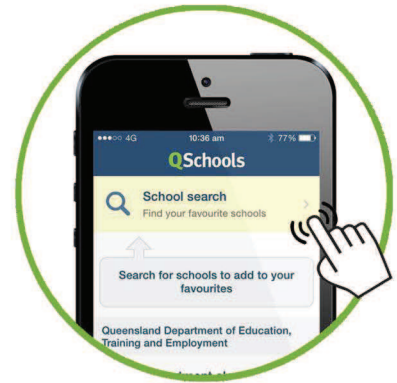 4G 10:36 am 77%
QSchools
School search
Find your favourite schools
Search for schools to add to your
favourites
Queensland Department of Education,
Training and Employment